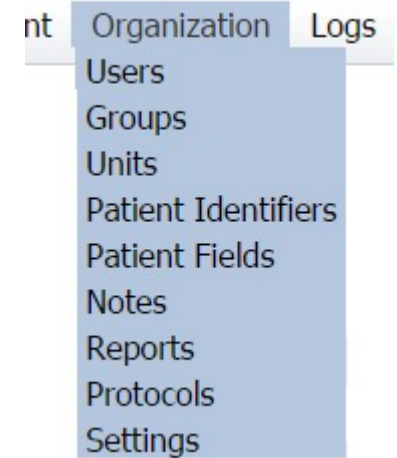 nt Organization Logs
Users
Groups
Units
Patient Identifiers
Patient Fields
Notes
Reports
Protocols
Settings